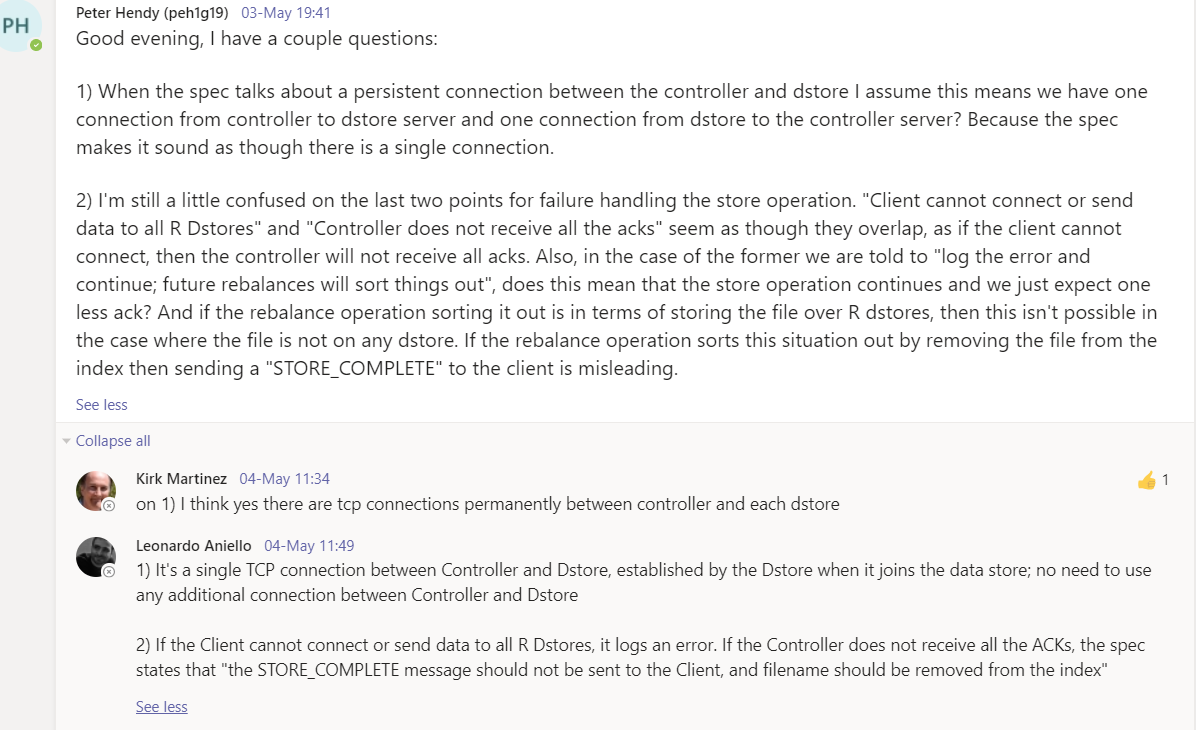 PH
Peter Hendy (peh1g19) 03-May 19:41
Good evening, I have a couple questions:
1) When the spec talks about a persistent connection between the controller and dstore I assume this means we have one
connection from controller to dstore server and one connection from dstore to the controller server? Because the spec
makes it sound as though there is a single connection.
2) I'm still a little confused on the last two points for failure handling the store operation. "Client cannot connect or send
data to all R Dstores" and "Controller does not receive all the acks" seem as though they overlap, as if the client cannot
connect, then the controller will not receive all acks. Also, in the case of the former we are told to "log the error and
continue; future rebalances will sort things out", does this mean that the store operation continues and we just expect one
less ack? And if the rebalance operation sorting it out is in terms of storing the file over R dstores, then this isn't possible in
the case where the file is not on any dstore. If the rebalance operation sorts this situation out by removing the file from the
index then sending a "STORE_COMPLETE" to the client is misleading.
See less
Collapse all
Kirk Martinez 04-May 11:34
1
on 1) I think yes there are tcp connections permanently between controller and each dstore
Leonardo Aniello 04-May 11:49
1) It's a single TCP connection between Controller and Dstore, established by the Dstore when it joins the data store; no need to use
any additional connection between Controller and Dstore
2) If the Client cannot connect or send data to all R Dstores, it logs an error. If the Controller does not receive all the ACKs, the spec
states that "the STORE_COMPLETE message should not be sent to the Client, and filename should be removed from the index"
See less